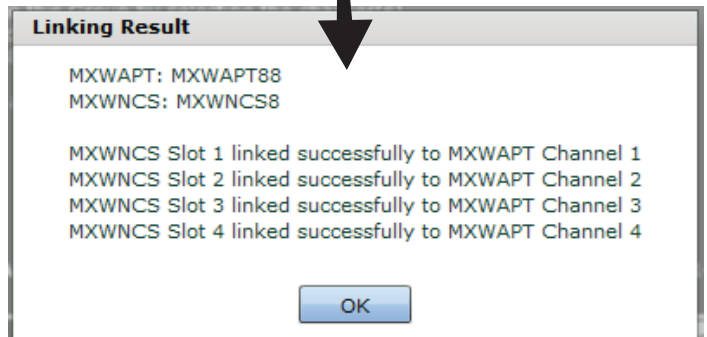 Linking Result
MXWAPT: MXWAPT88
MXWNCS: MXWNCS8
MXWNCS Slot 1 linked successfully to MXWAPT Channel 1
MXWNCS Slot 2 linked successfully to MXWAPT Channel 2
MXWNCS Slot 3 linked successfully to MXWAPT Channel 3
MXWNCS Slot 4 linked successfully to MXWAPT Channel 4
OK